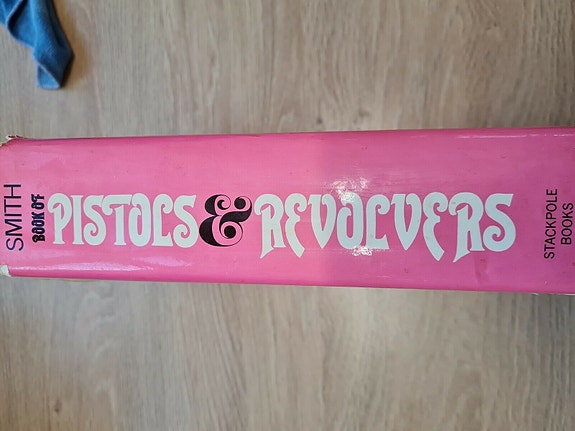 SMITH
BOOK OF
PISTOLS & REVOLVERS
STACKPOLE
BOOKS